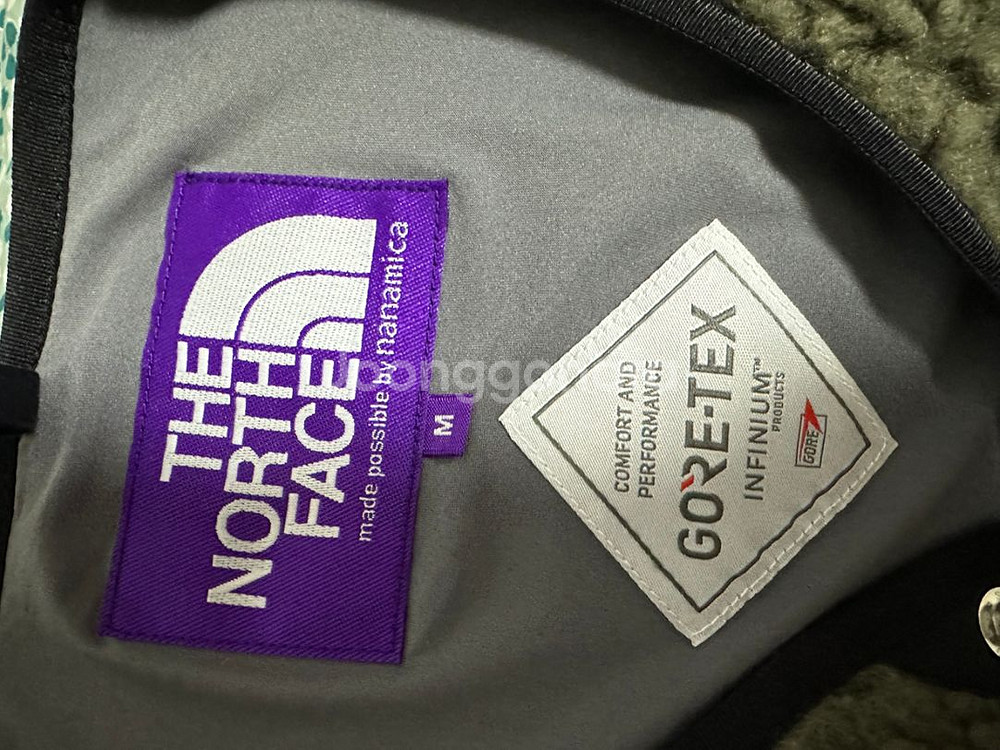 THE
NORTH
FACE
made possible by nanamica
M
COMFORT AND
PERFORMANCE
GORE-TEX
INFINIUM™
PRODUCTS
GORE